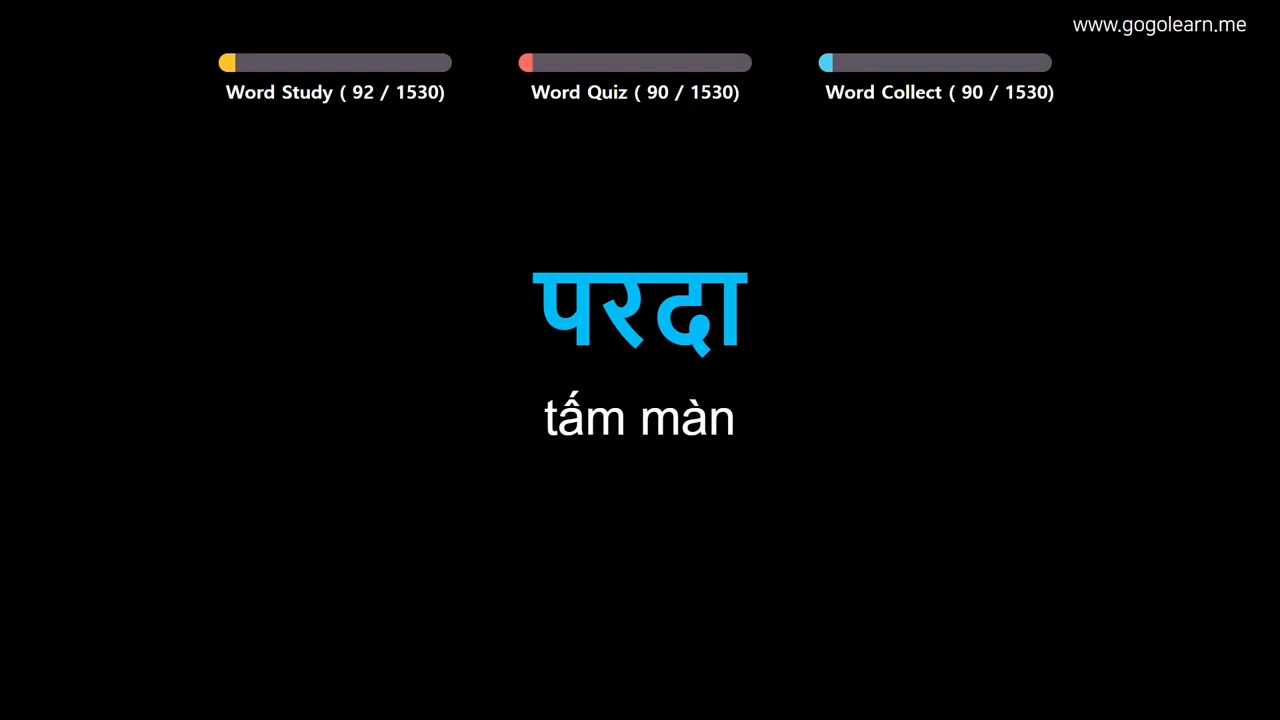 www.gogolearn.me
Word Study ( 92 / 1530) Word Quiz ( 90 / 1530) Word Collect ( 90 / 1530)
परदा
tấm màn